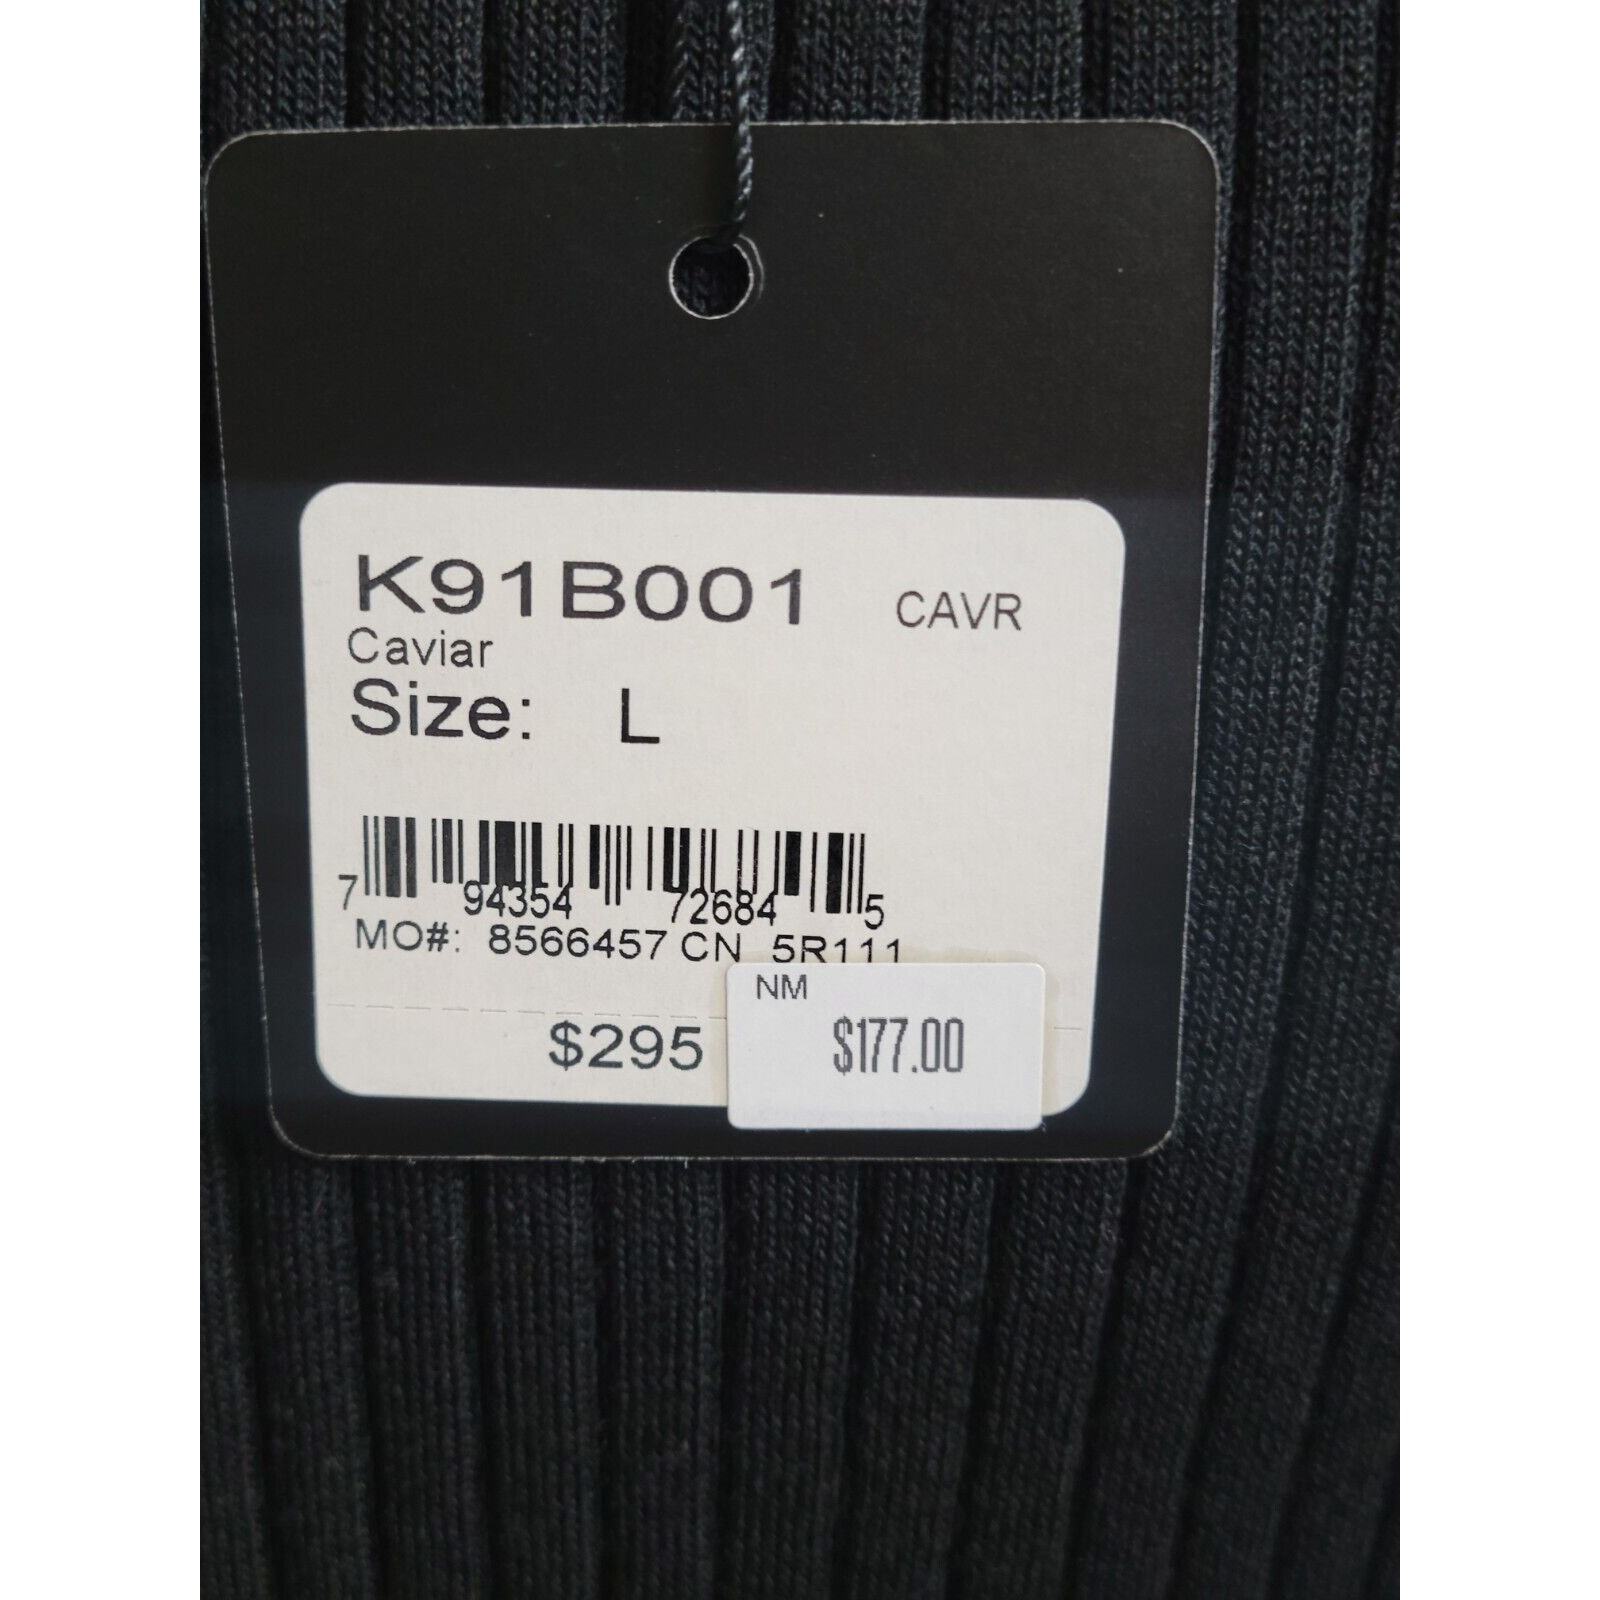 K91B001 CAVR
Caviar
Size: L
7 94354 72684 5
MO#: 8566457 CN 5R111
NM
$295 $177.00